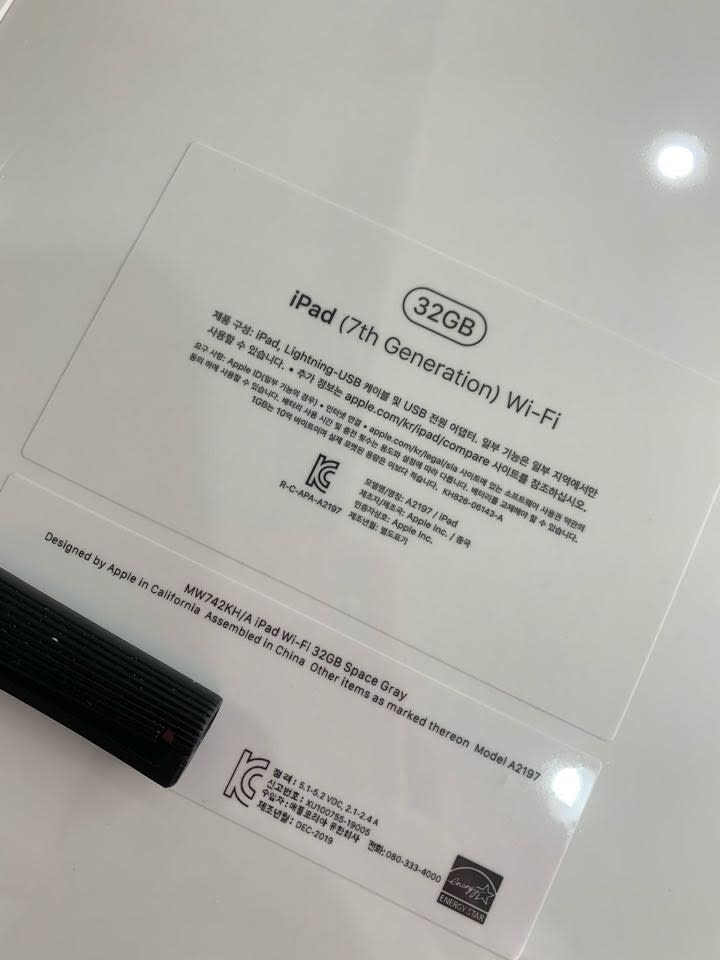 32GB
iPad (7th Generation) Wi-Fi
제품 구성: iPad, Lightning-USB 케이블 및 USB 전원 어댑터. 일부 기능은 일부 지역에서만
사용할 수 있습니다. • 추가 정보는 apple.com/kr/ipad/compare 사이트를 참조하십시오.
요구 사항: Apple ID(일부 기능의 경우) • 인터넷 연결 • apple.com/kr/legal/sla 사이트에 있는 소프트웨어 사용권 약관의
동의 하에 사용할 수 있습니다. 배터리 사용 시간 및 충전 횟수는 용도와 설정에 따라 다릅니다. 배터리를 교체해야 할 수 있습니다.
1GB는 10억 바이트이며 실제 포맷된 용량은 이보다 적습니다. KH826-06143-A
R-C-APA-A2197
모델명/명칭: A2197 / iPad
제조자/제조국: Apple Inc. / 중국
인증자상호: Apple Inc.
제조년월: 별도표기
MW742KH/A iPad Wi-Fi 32GB Space Gray
Designed by Apple in California Assembled in China Other items as marked thereon Model A2197
정격 : 5.1-5.2 VDC, 2.1-2.4 A
신고번호 : XU100755-19005
수입자 : 애플코리아 유한회사 전화: 080-333-4000
제조년월 : DEC-2019
energy
ENERGY STAR